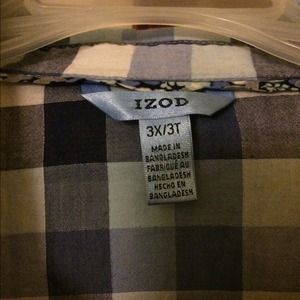 IZOD
3X/3T
MADE IN
BANGLADESH
FABRIQUÉ AU
BANGLADESH
HECHO EN
BANGLADESH